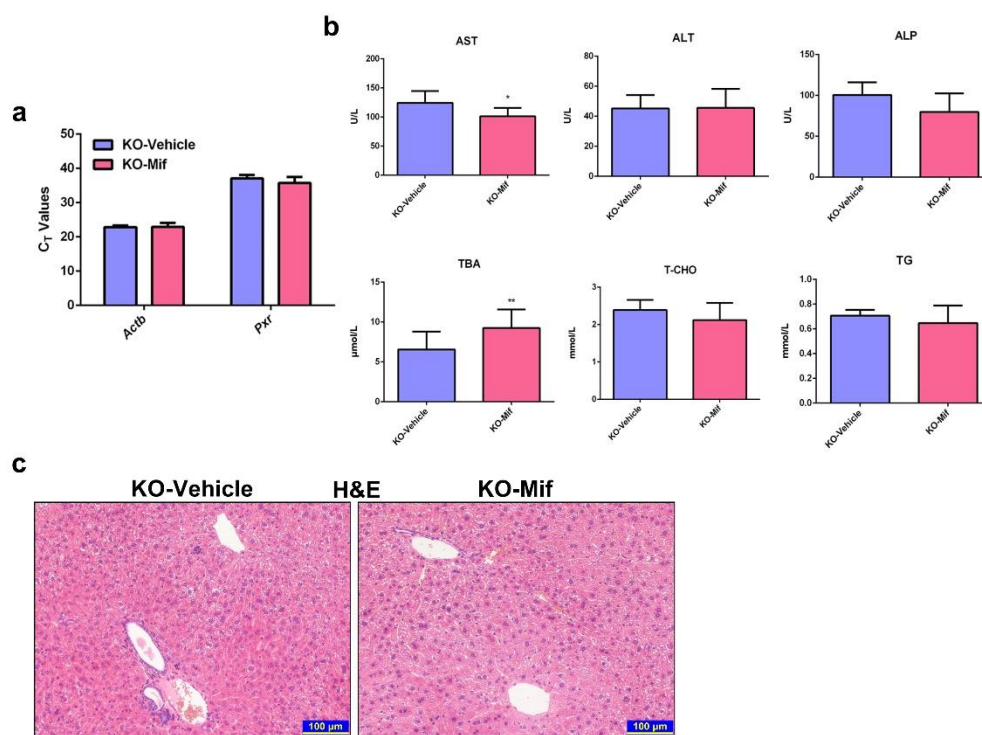 a
KO-Vehicle
KO-Mif
C_T Values
50
40
30
20
10
0
Actb
Pxr
b
AST
U/L
200
150
100
50
0
*
KO-Vehicle
KO-Mif
ALT
U/L
80
60
40
20
0
KO-Vehicle
KO-Mif
ALP
U/L
150
100
50
0
KO-Vehicle
KO-Mif
TBA
μmol/L
15
10
5
0
**
KO-Vehicle
KO-Mif
T-CHO
mmol/L
3
2
1
0
KO-Vehicle
KO-Mif
TG
mmol/L
1.0
0.8
0.6
0.4
0.2
0.0
KO-Vehicle
KO-Mif
c
KO-Vehicle H&E KO-Mif
100 μm
100 μm